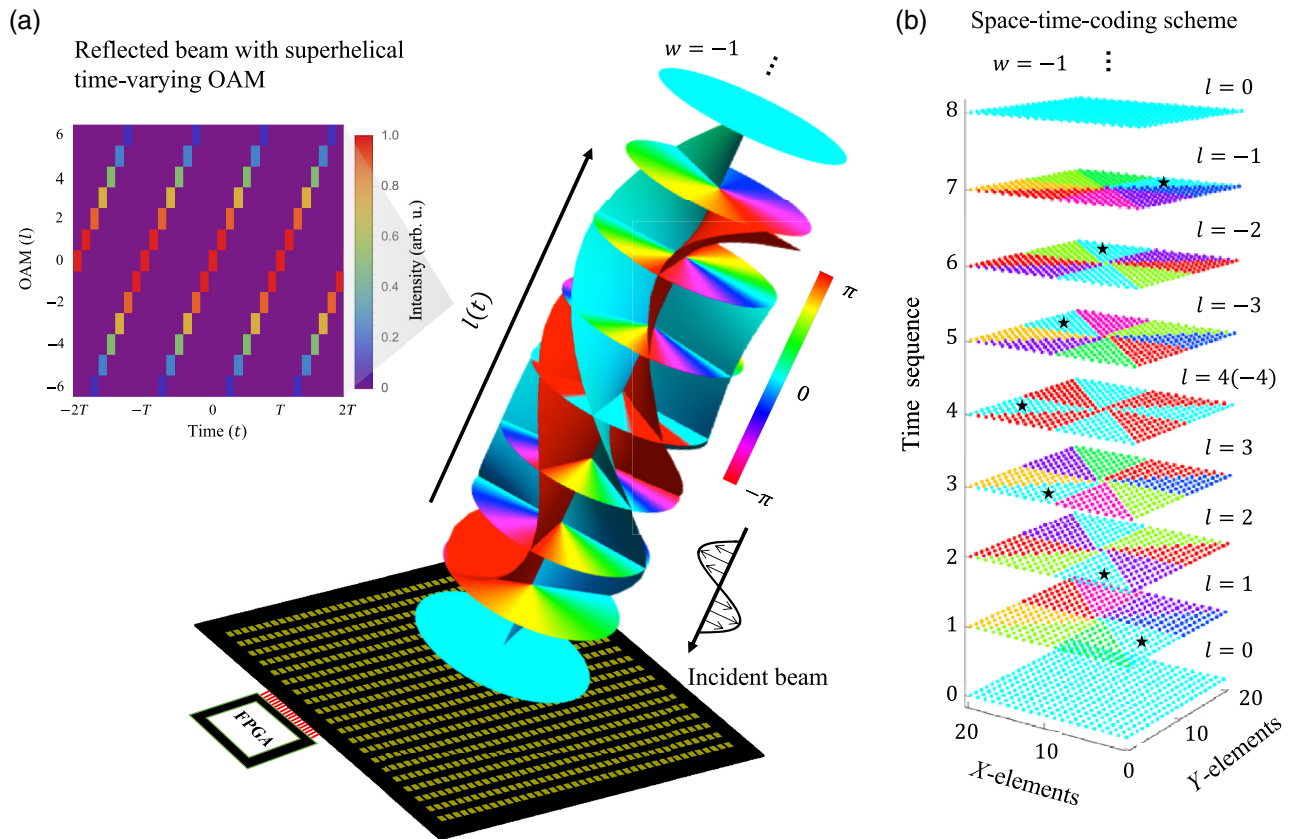 (a)
Reflected beam with superhelical
time-varying OAM
OAM (l)
6
4
2
0
−2
−4
−6
−2T
−T
0
T
2T
Time (t)
1.0
0.8
0.6
0.4
0.2
0
Intensity (arb. u.)
w = −1
⋮
l(t)
π
0
−π
Incident beam
FPGA
(b)
Space-time-coding scheme
w = −1
⋮
Time sequence
8
l = 0
7
l = −1
6
l = −2
5
l = −3
4
l = 4(−4)
3
l = 3
2
l = 2
1
l = 1
0
l = 0
20
10
0
X-elements
10
20
Y-elements